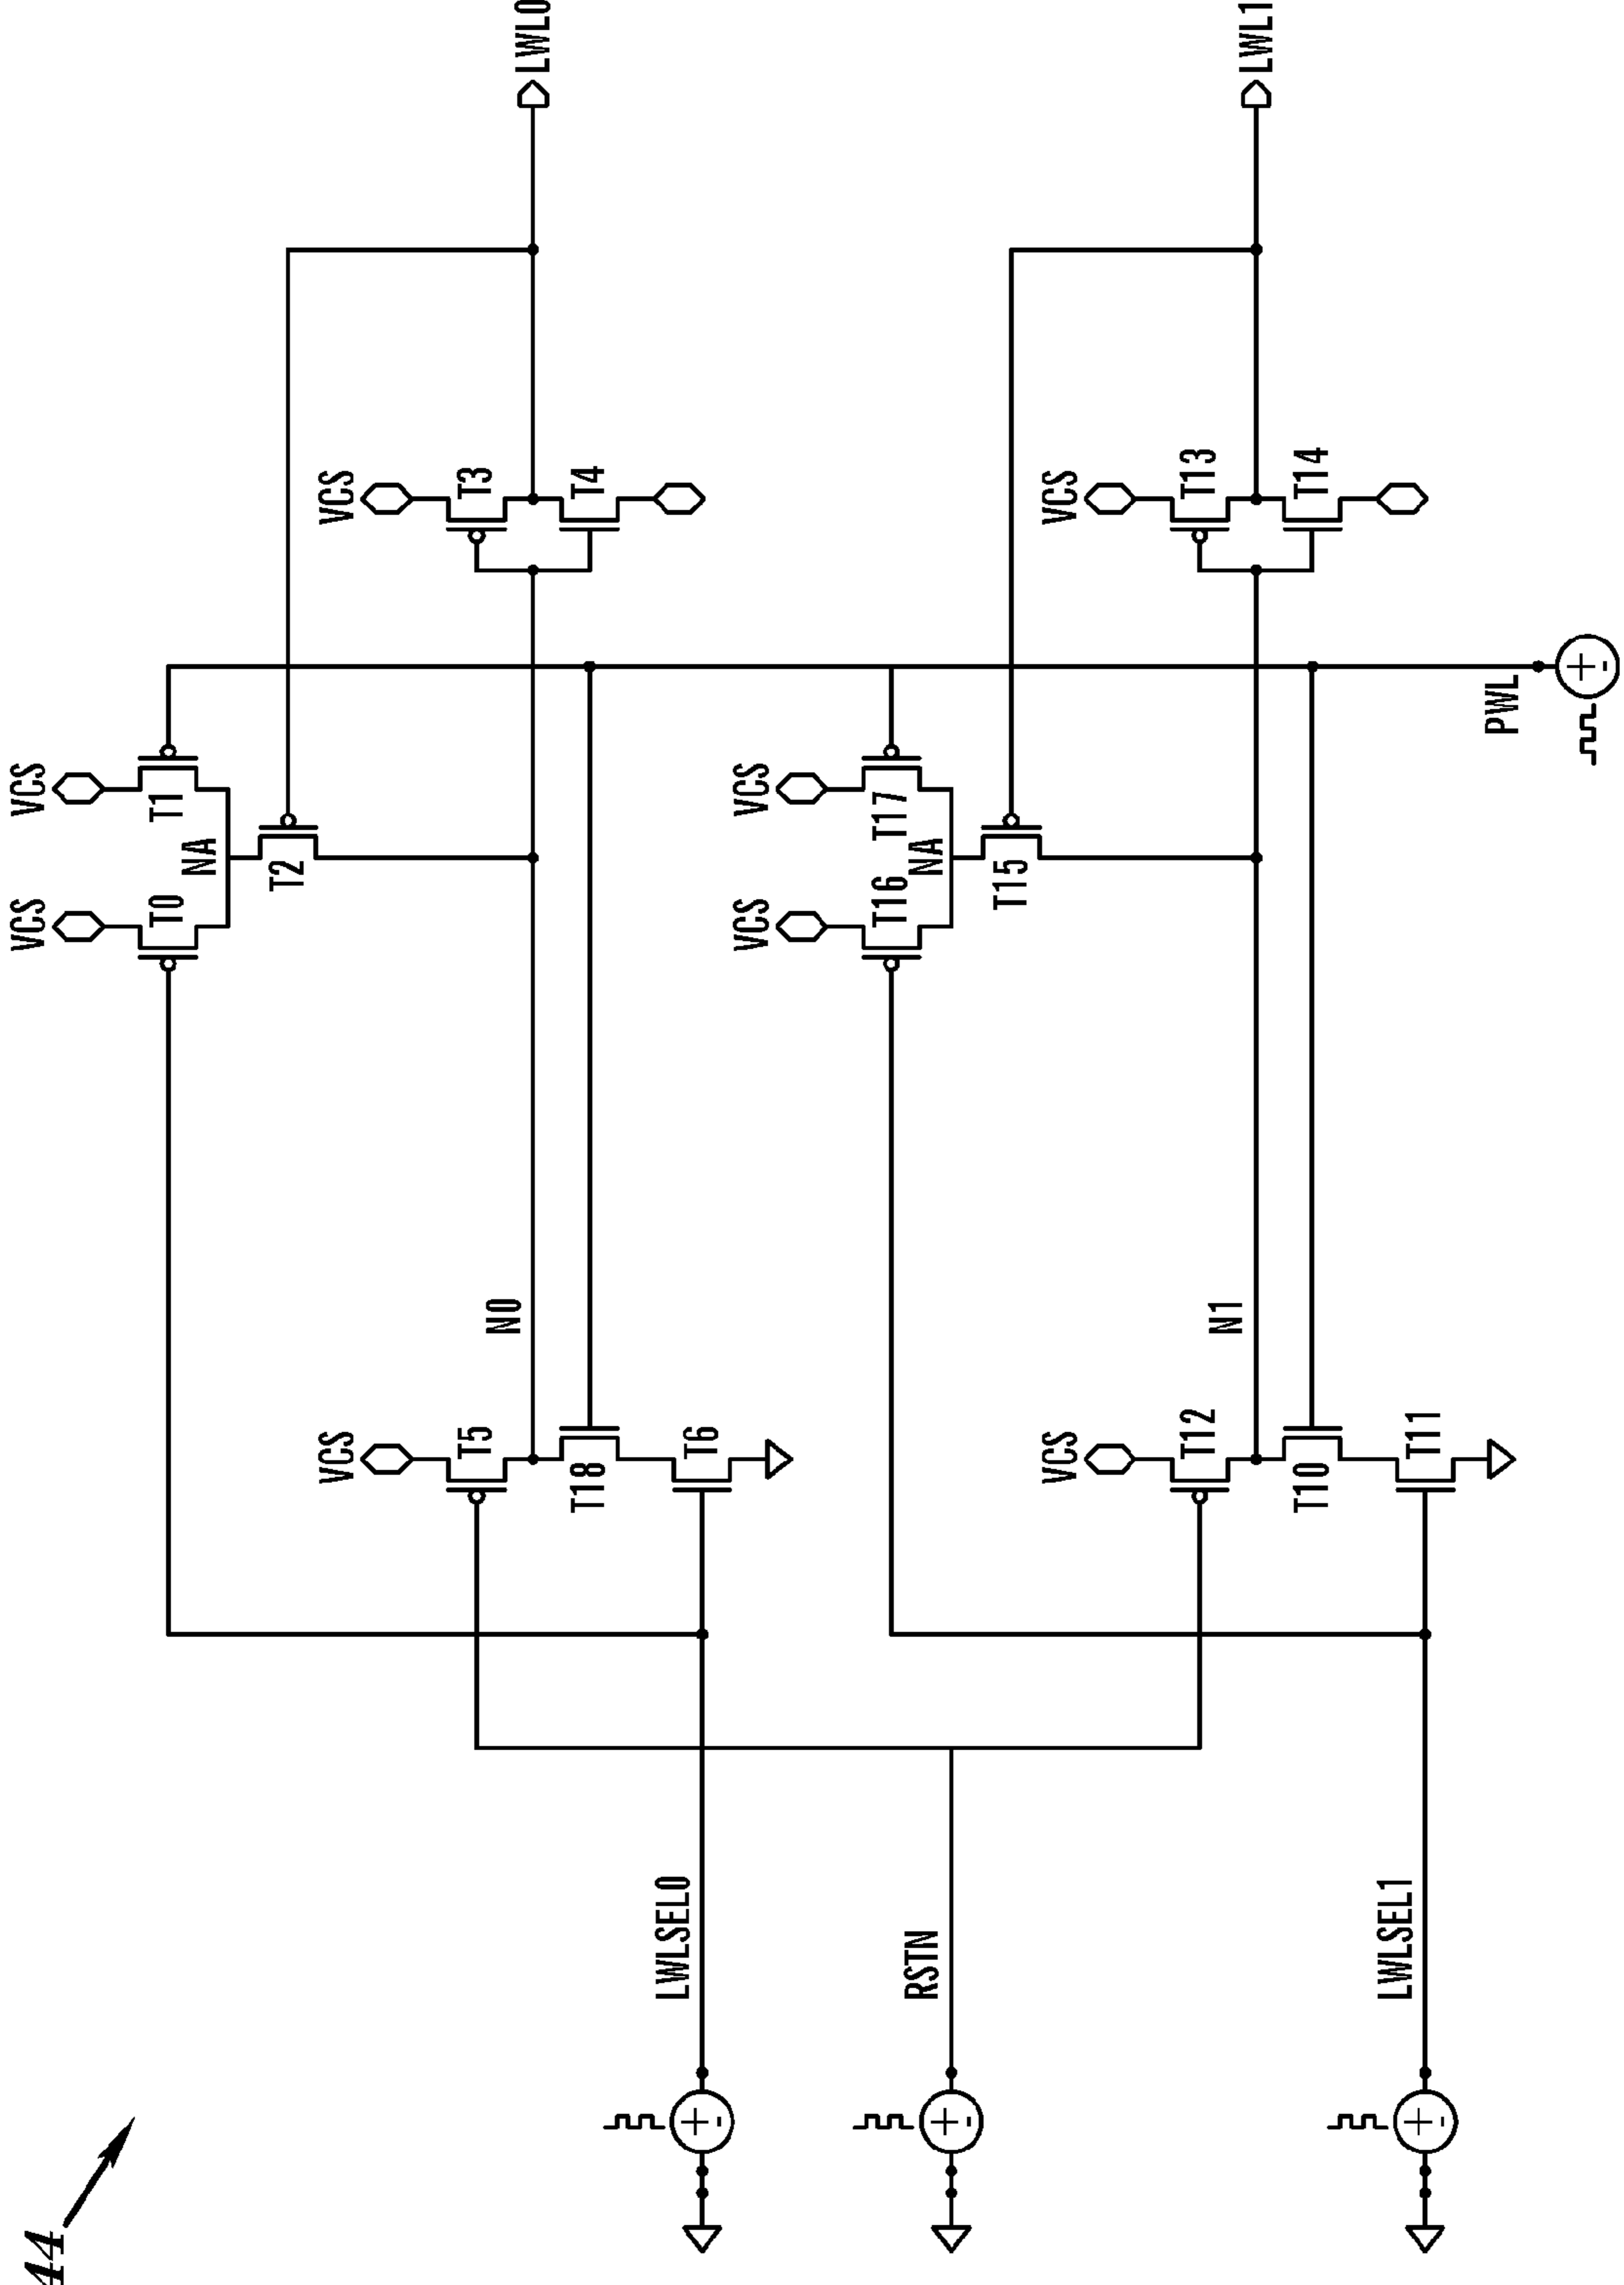 44
VCS
VCS
T0
T1
NA
T2
VCS
T5
T3
VCS
N0
LWL0
T18
T4
T6
LWLSEL0
VCS
VCS
T16
T17
NA
T15
RSTN
VCS
T12
VCS
T13
N1
LWL1
T10
T14
T11
LWLSEL1
PWL